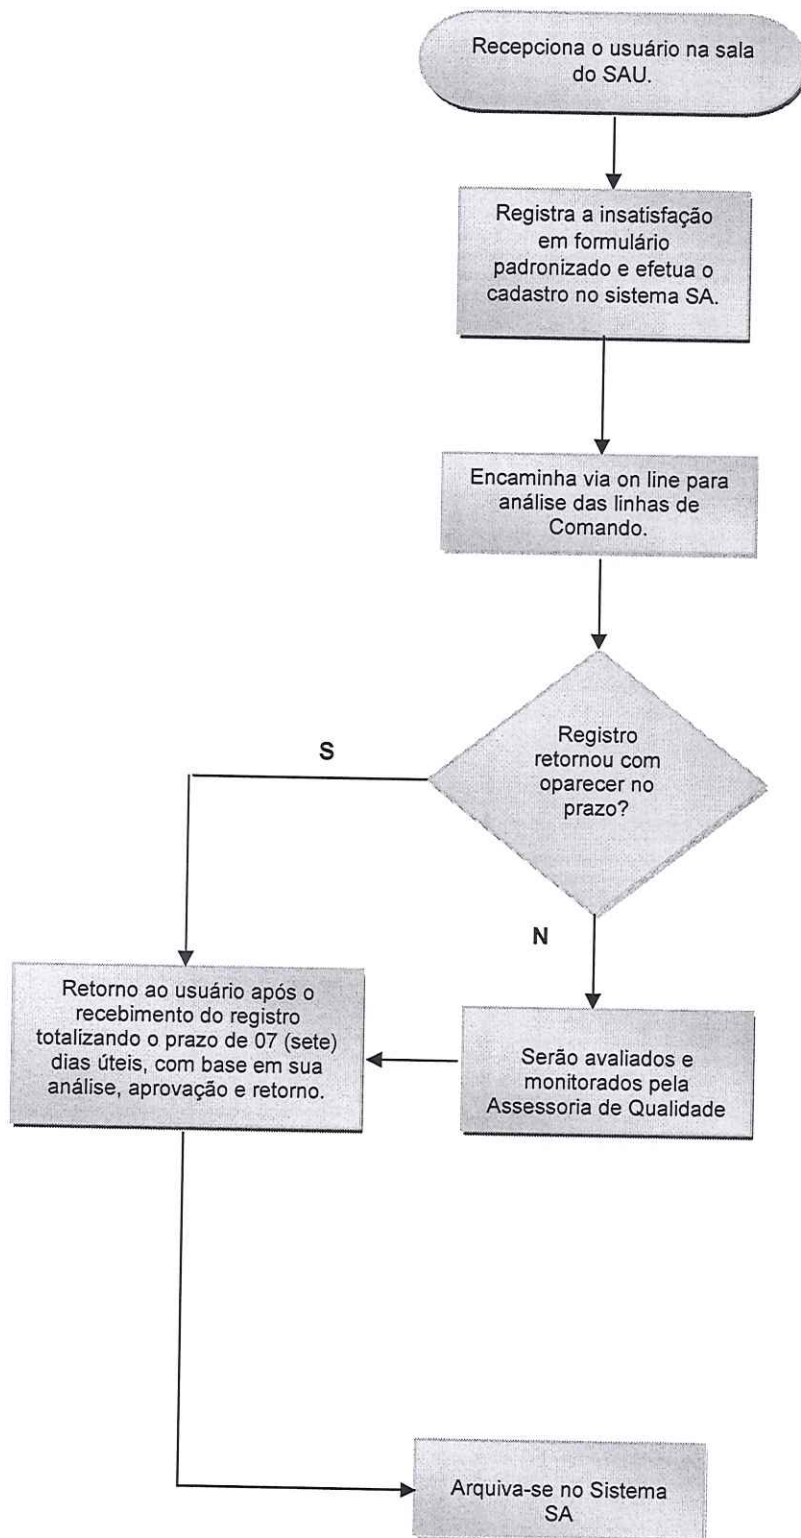 Recepciona o usuário na sala
do SAU.
Registra a insatisfação
em formulário
padronizado e efetua o
cadastro no sistema SA.
Encaminha via on line para
análise das linhas de
Comando.
Registro
retornou com
oparecer no
prazo?
S
N
Retorno ao usuário após o
recebimento do registro
totalizando o prazo de 07 (sete)
dias úteis, com base em sua
análise, aprovação e retorno.
Serão avaliados e
monitorados pela
Assessoria de Qualidade
Arquiva-se no Sistema
SA